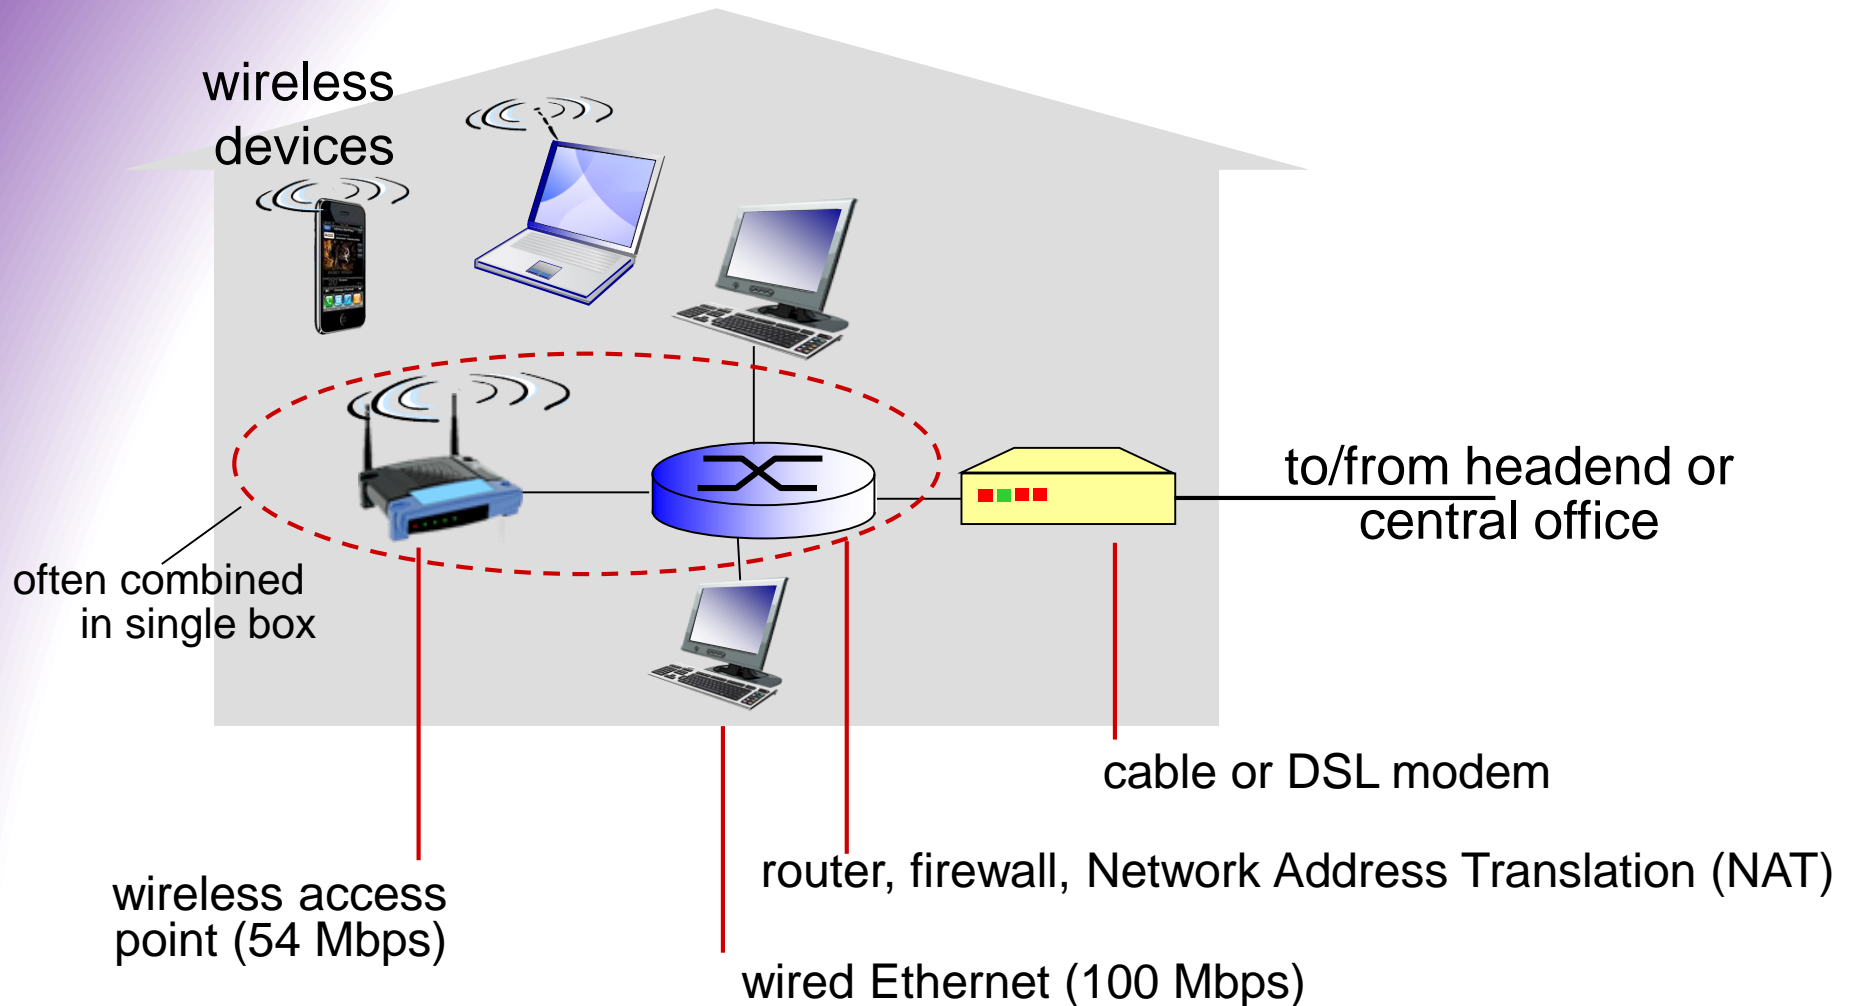 wireless
devices
to/from headend or
central office
often combined
in single box
cable or DSL modem
router, firewall, Network Address Translation (NAT)
wireless access
point (54 Mbps)
wired Ethernet (100 Mbps)